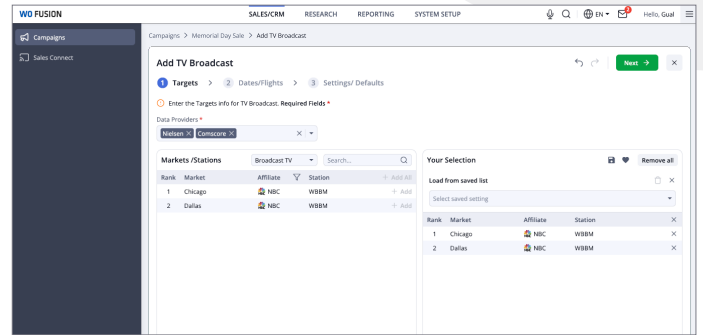 WO FUSION SALES/CRM RESEARCH REPORTING SYSTEM SETUP EN 2 Hello, Gual
Campaigns
Sales Connect
Campaigns > Memorial Day Sale > Add TV Broadcast
Add TV Broadcast Next →
1 Targets > 2 Dates/Flights > 3 Settings/ Defaults
Enter the Targets info for TV Broadcast. Required Fields *
Data Providers *
Nielsen × Comscore ×
Markets /Stations Broadcast TV Search...
Rank Market Affiliate Station + Add All
1 Chicago NBC WBBM + Add
2 Dallas NBC WBBM + Add
Your Selection Remove all
Load from saved list
Select saved setting
Rank Market Affiliate Station
1 Chicago NBC WBBM
2 Dallas NBC WBBM